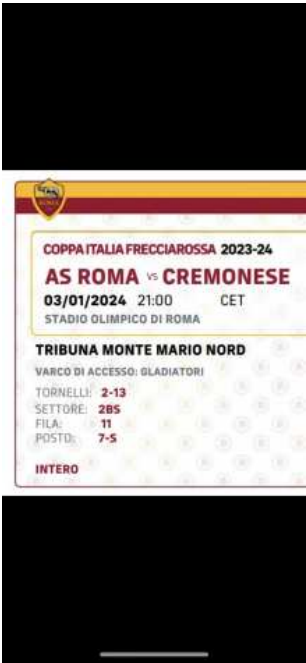 ROMA
COPPA ITALIA FRECCIAROSSA 2023-24
AS ROMA VS CREMONESE
03/01/2024 21:00 CET
STADIO OLIMPICO DI ROMA
TRIBUNA MONTE MARIO NORD
VARCO DI ACCESSO: GLADIATORI
TORNELLI: 2-13
SETTORE: 2BS
FILA: 11
POSTO: 7-S
INTERO